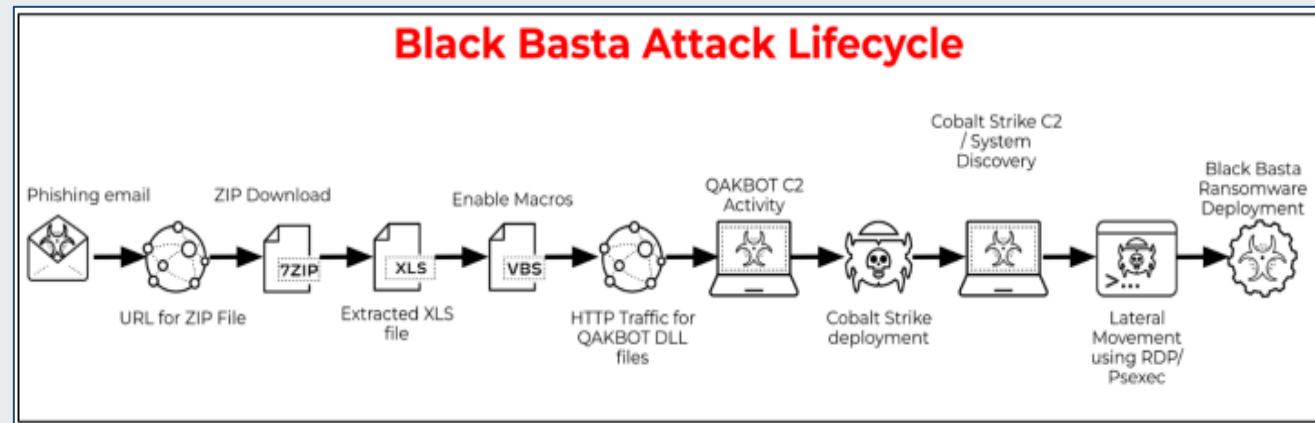 Black Basta Attack Lifecycle
Phishing email
URL for ZIP File
ZIP Download
7ZIP
XLS
Extracted XLS
file
Enable Macros
VBS
HTTP Traffic for
QAKBOT DLL
files
QAKBOT C2
Activity
Cobalt Strike
deployment
Cobalt Strike C2
/ System
Discovery
>...
Lateral
Movement
using RDP/
Psexec
Black Basta
Ransomware
Deployment